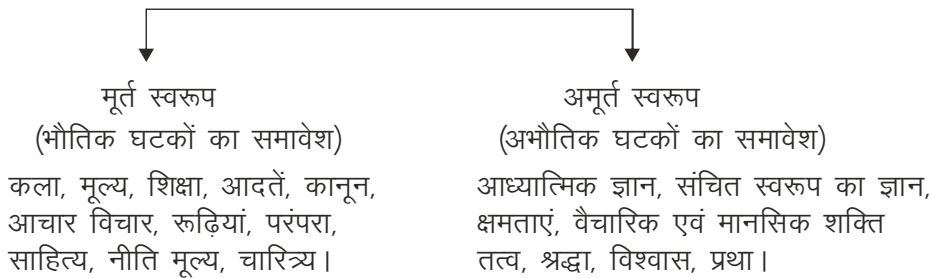 मूर्त स्वरूप
(भौतिक घटकों का समावेश)
कला, मूल्य, शिक्षा, आदतें, कानून,
आचार विचार, रूढ़ियां, परंपरा,
साहित्य, नीति मूल्य, चारित्र्य।
अमूर्त स्वरूप
(अभौतिक घटकों का समावेश)
आध्यात्मिक ज्ञान, संचित स्वरूप का ज्ञान,
क्षमताएं, वैचारिक एवं मानसिक शक्ति
तत्व, श्रद्धा, विश्वास, प्रथा।